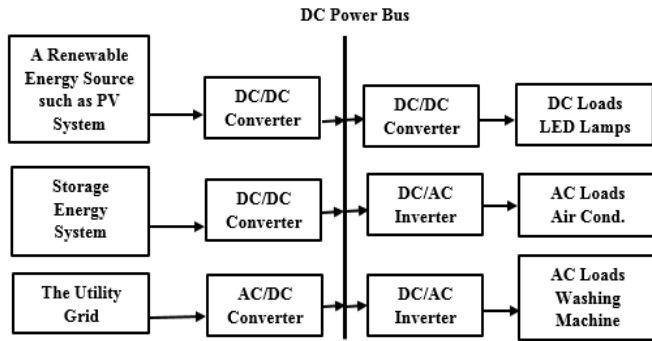 DC Power Bus
A Renewable
Energy Source
such as PV
System
DC/DC
Converter
DC/DC
Converter
DC Loads
LED Lamps
Storage
Energy
System
DC/DC
Converter
DC/AC
Inverter
AC Loads
Air Cond.
The Utility
Grid
AC/DC
Converter
DC/AC
Inverter
AC Loads
Washing
Machine